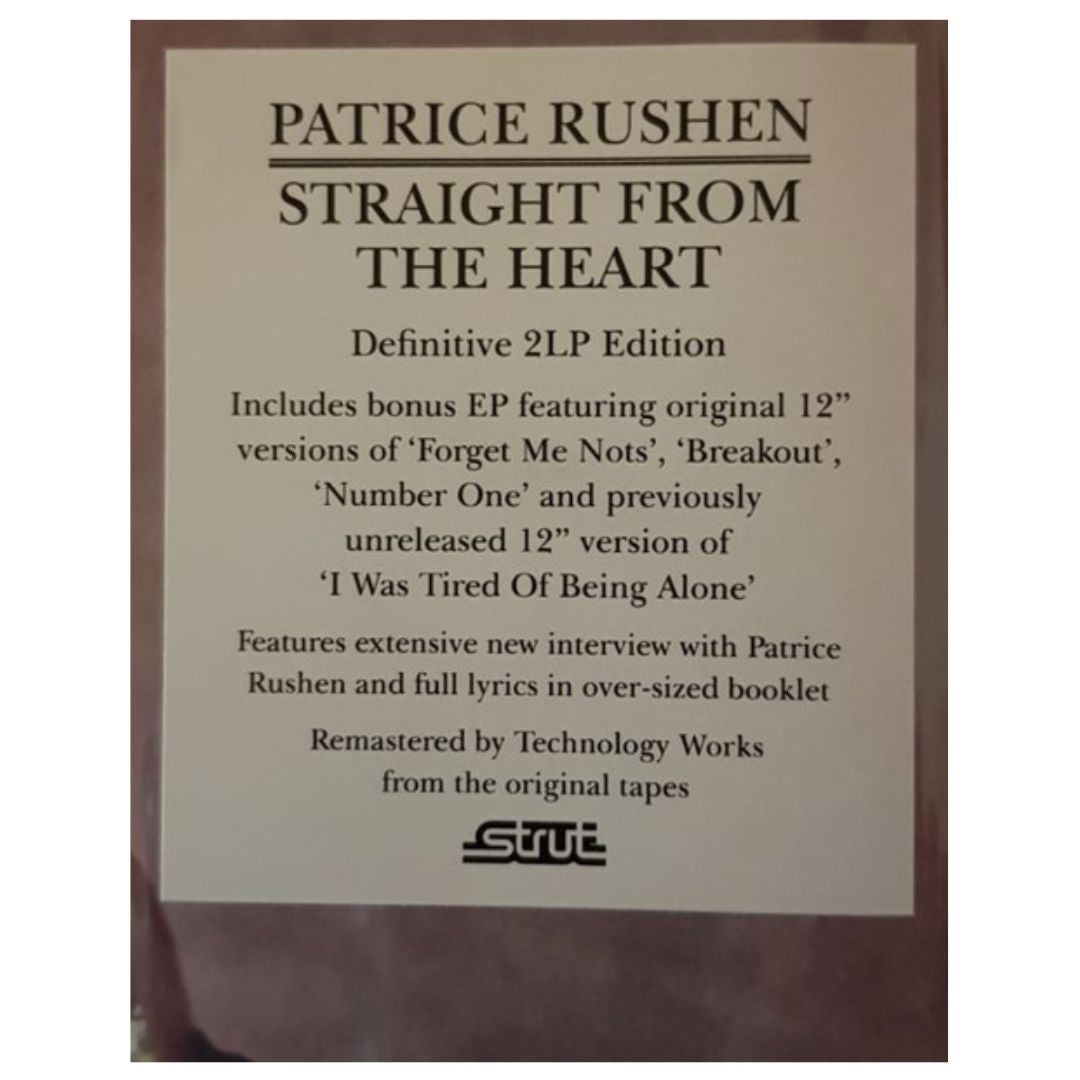 PATRICE RUSHEN
STRAIGHT FROM
THE HEART
Definitive 2LP Edition
Includes bonus EP featuring original 12”
versions of ‘Forget Me Nots’, ‘Breakout’,
‘Number One’ and previously
unreleased 12” version of
‘I Was Tired Of Being Alone’
Features extensive new interview with Patrice
Rushen and full lyrics in over-sized booklet
Remastered by Technology Works
from the original tapes
strut